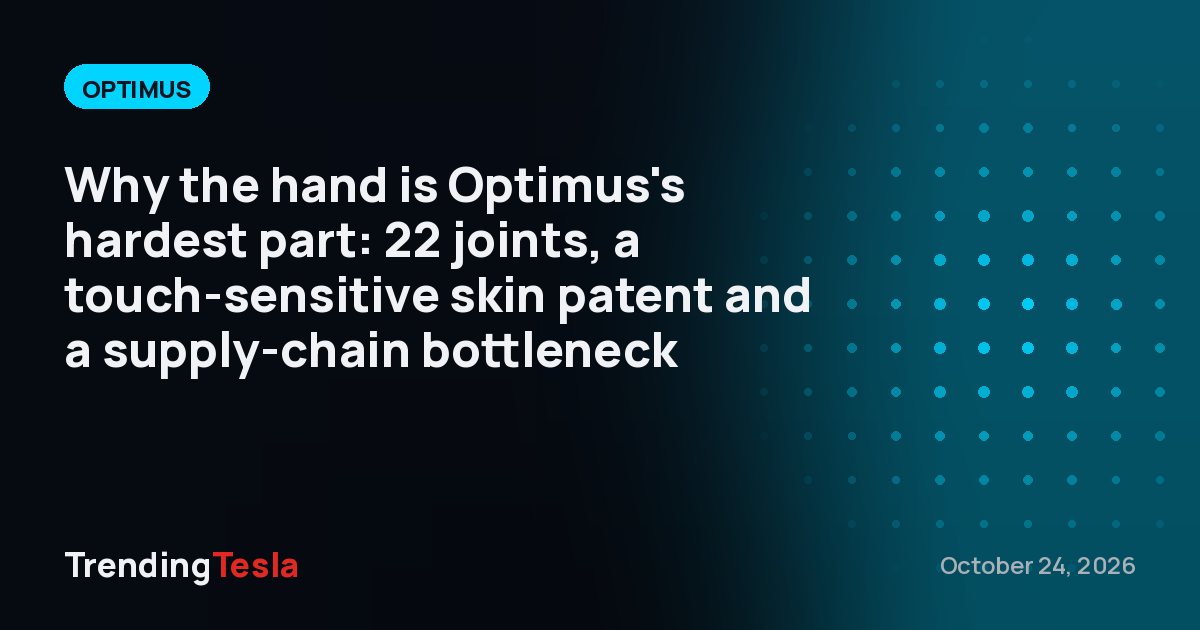 OPTIMUS
Why the hand is Optimus's
hardest part: 22 joints, a
touch-sensitive skin patent and
a supply-chain bottleneck
TrendingTesla
October 24, 2026